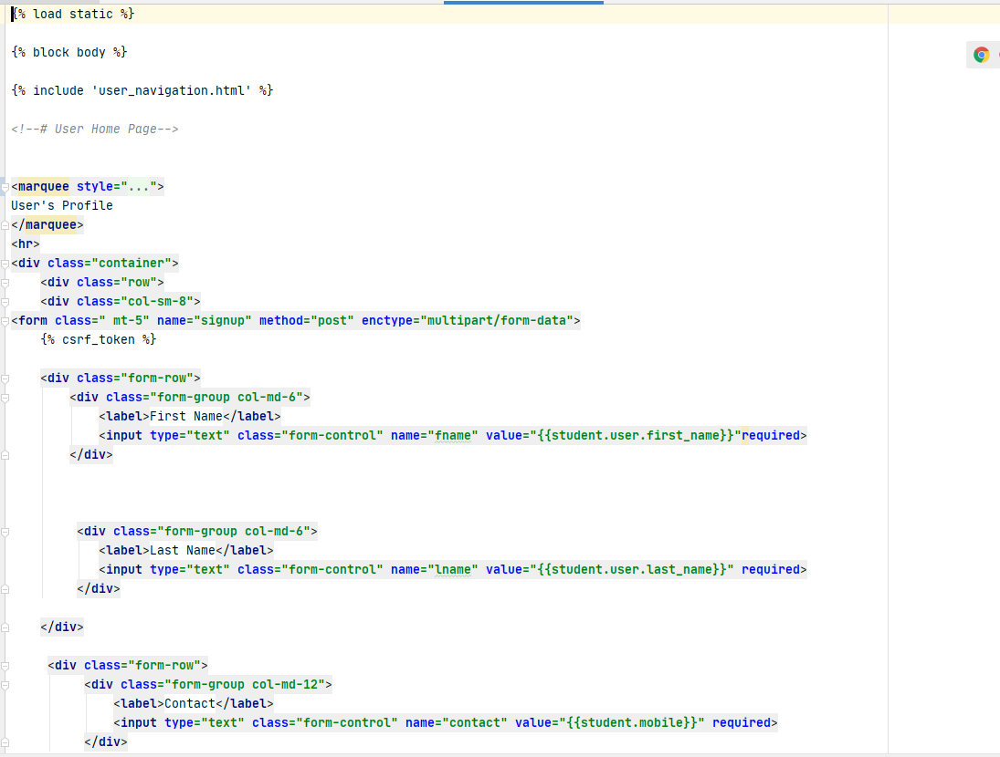 {% load static %}
{% block body %}
{% include 'user_navigation.html' %}
<!--# User Home Page-->
<marquee style="...">
User's Profile
</marquee>
<hr>
<div class="container">
<div class="row">
<div class="col-sm-8">
<form class=" mt-5" name="signup" method="post" enctype="multipart/form-data">
{% csrf_token %}
<div class="form-row">
<div class="form-group col-md-6">
<label>First Name</label>
<input type="text" class="form-control" name="fname" value="{{student.user.first_name}}"required>
</div>
<div class="form-group col-md-6">
<label>Last Name</label>
<input type="text" class="form-control" name="lname" value="{{student.user.last_name}}" required>
</div>
</div>
<div class="form-row">
<div class="form-group col-md-12">
<label>Contact</label>
<input type="text" class="form-control" name="contact" value="{{student.mobile}}" required>
</div>